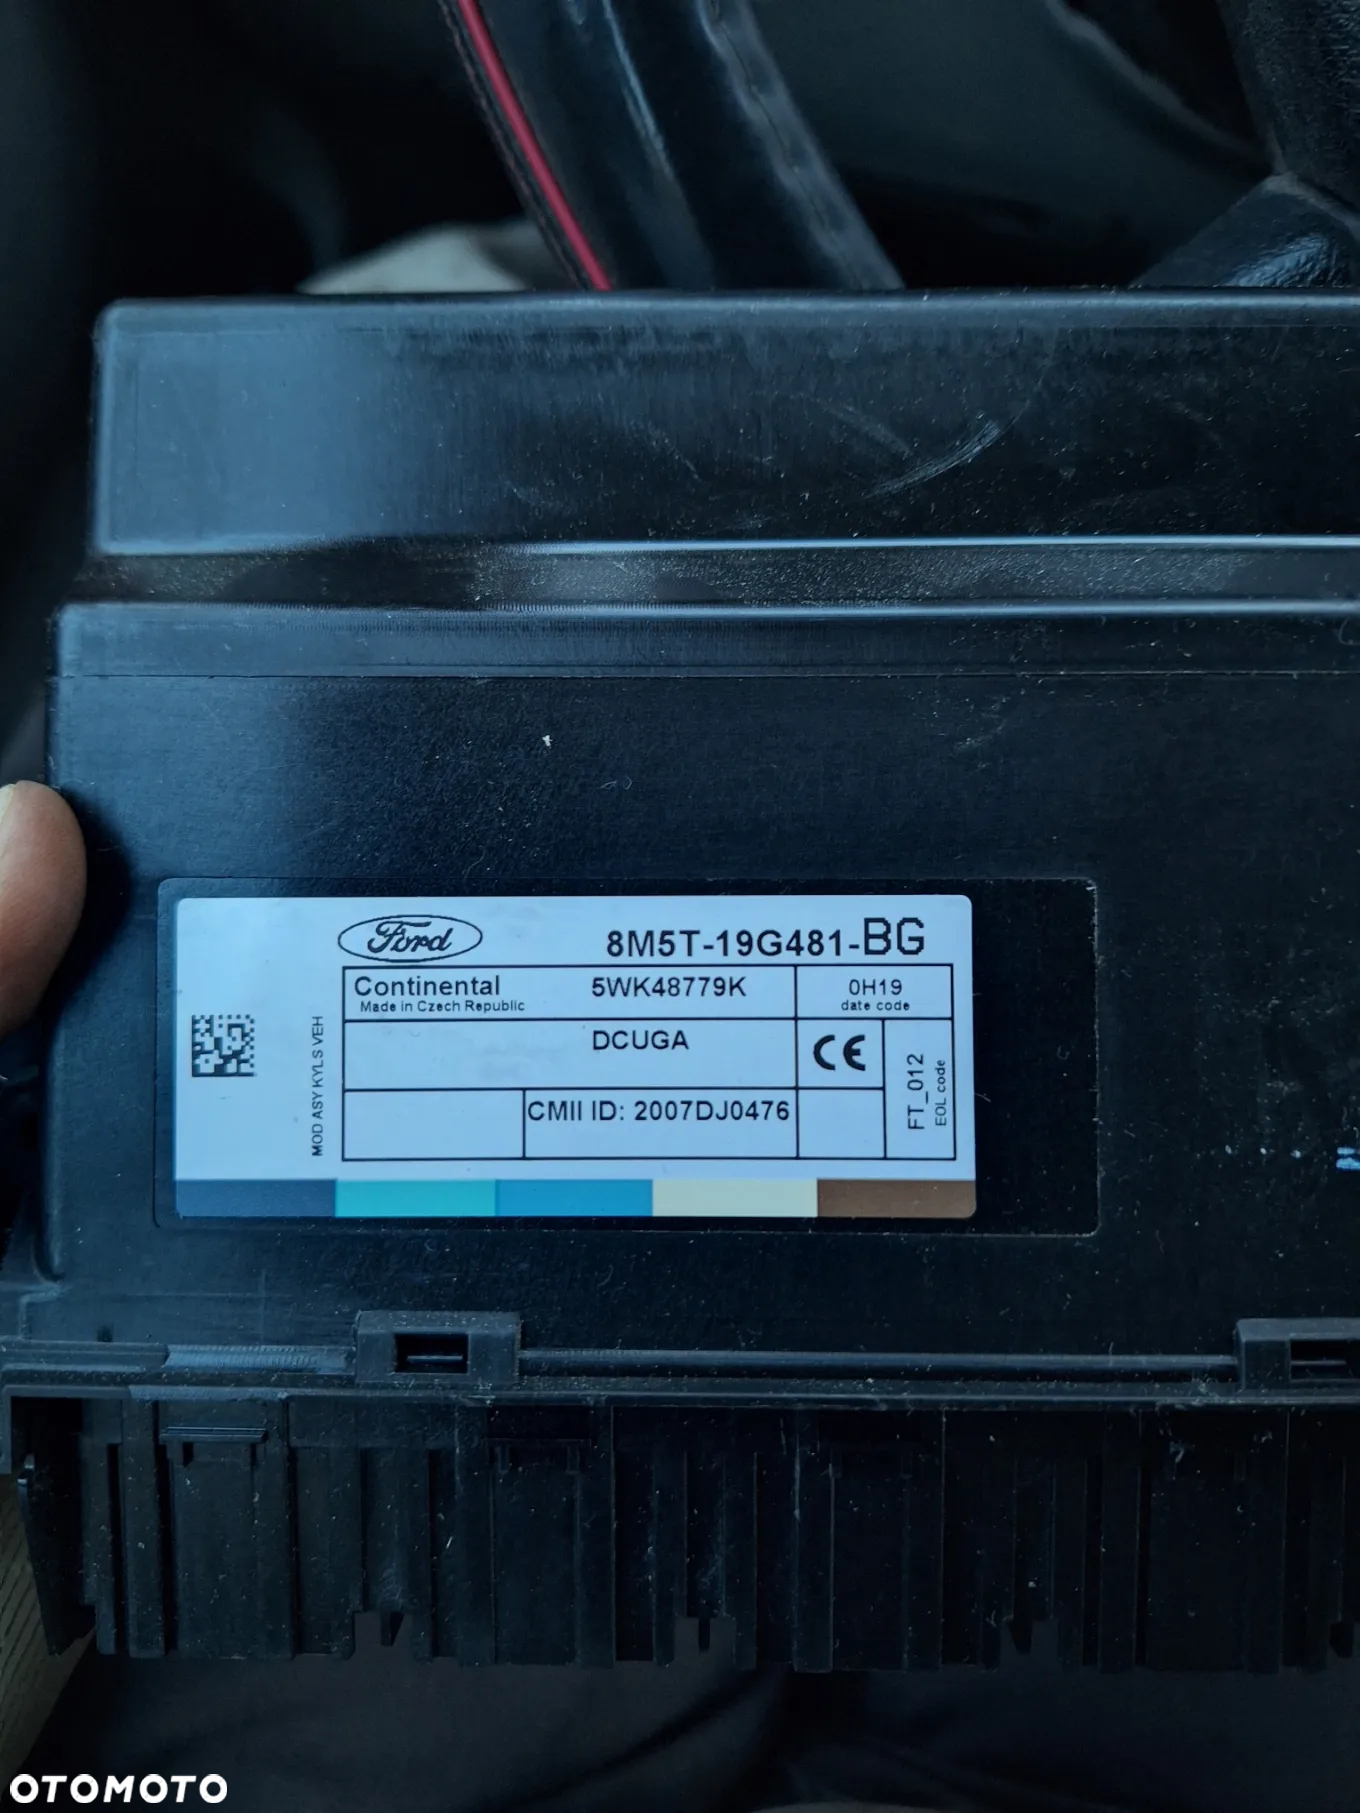 Ford 8M5T-19G481-BG
Continental 5WK48779K 0H19
Made in Czech Republic date code
MOD ASY KYLS VEH
DCUGA CE
FT_012
EOL code
CMII ID: 2007DJ0476
OTOMOTO